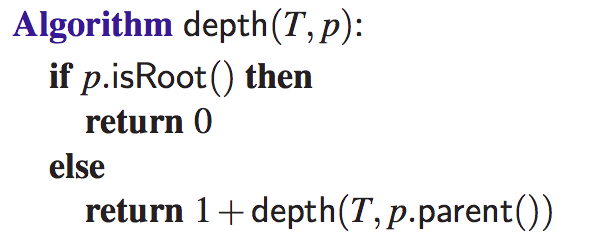 Algorithm depth(T, p):
if p.isRoot() then
return 0
else
return 1+depth(T, p.parent())